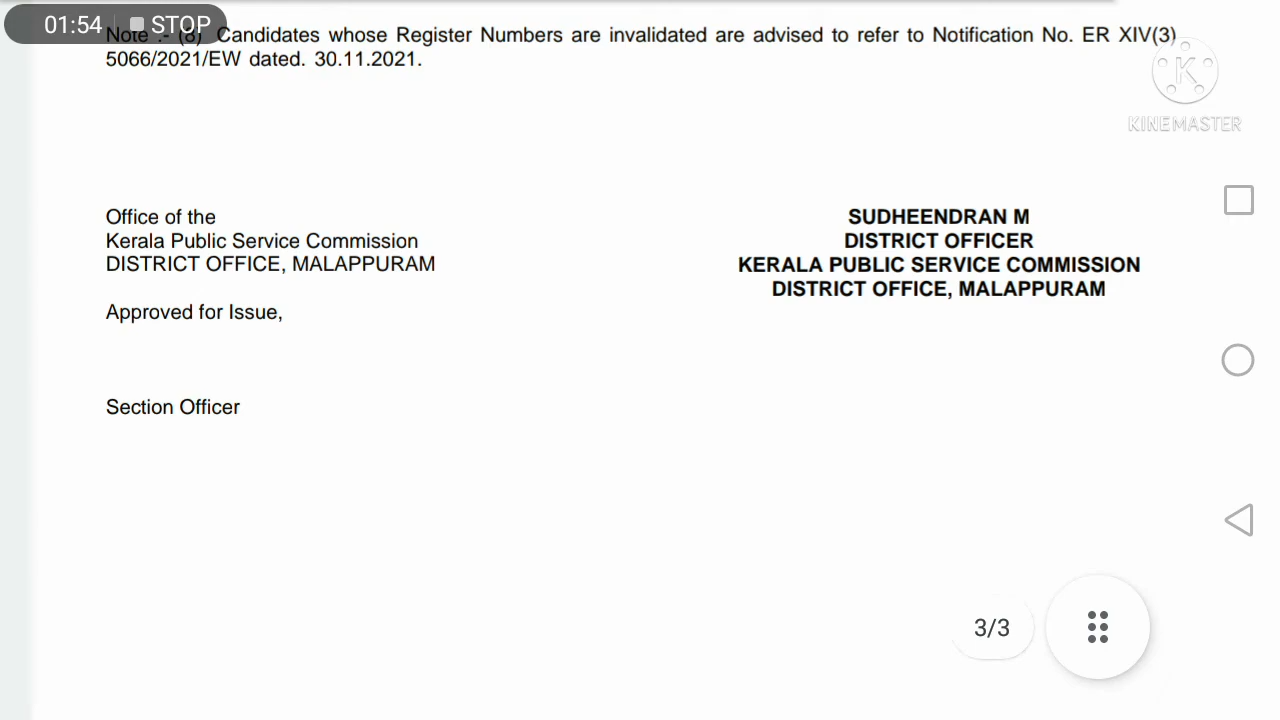 01:54 STOP
Note :- (8) Candidates whose Register Numbers are invalidated are advised to refer to Notification No. ER XIV(3)
5066/2021/EW dated. 30.11.2021.
K
KINEMASTER
Office of the
Kerala Public Service Commission
DISTRICT OFFICE, MALAPPURAM
SUDHEENDRAN M
DISTRICT OFFICER
KERALA PUBLIC SERVICE COMMISSION
DISTRICT OFFICE, MALAPPURAM
Approved for Issue,
Section Officer
3/3